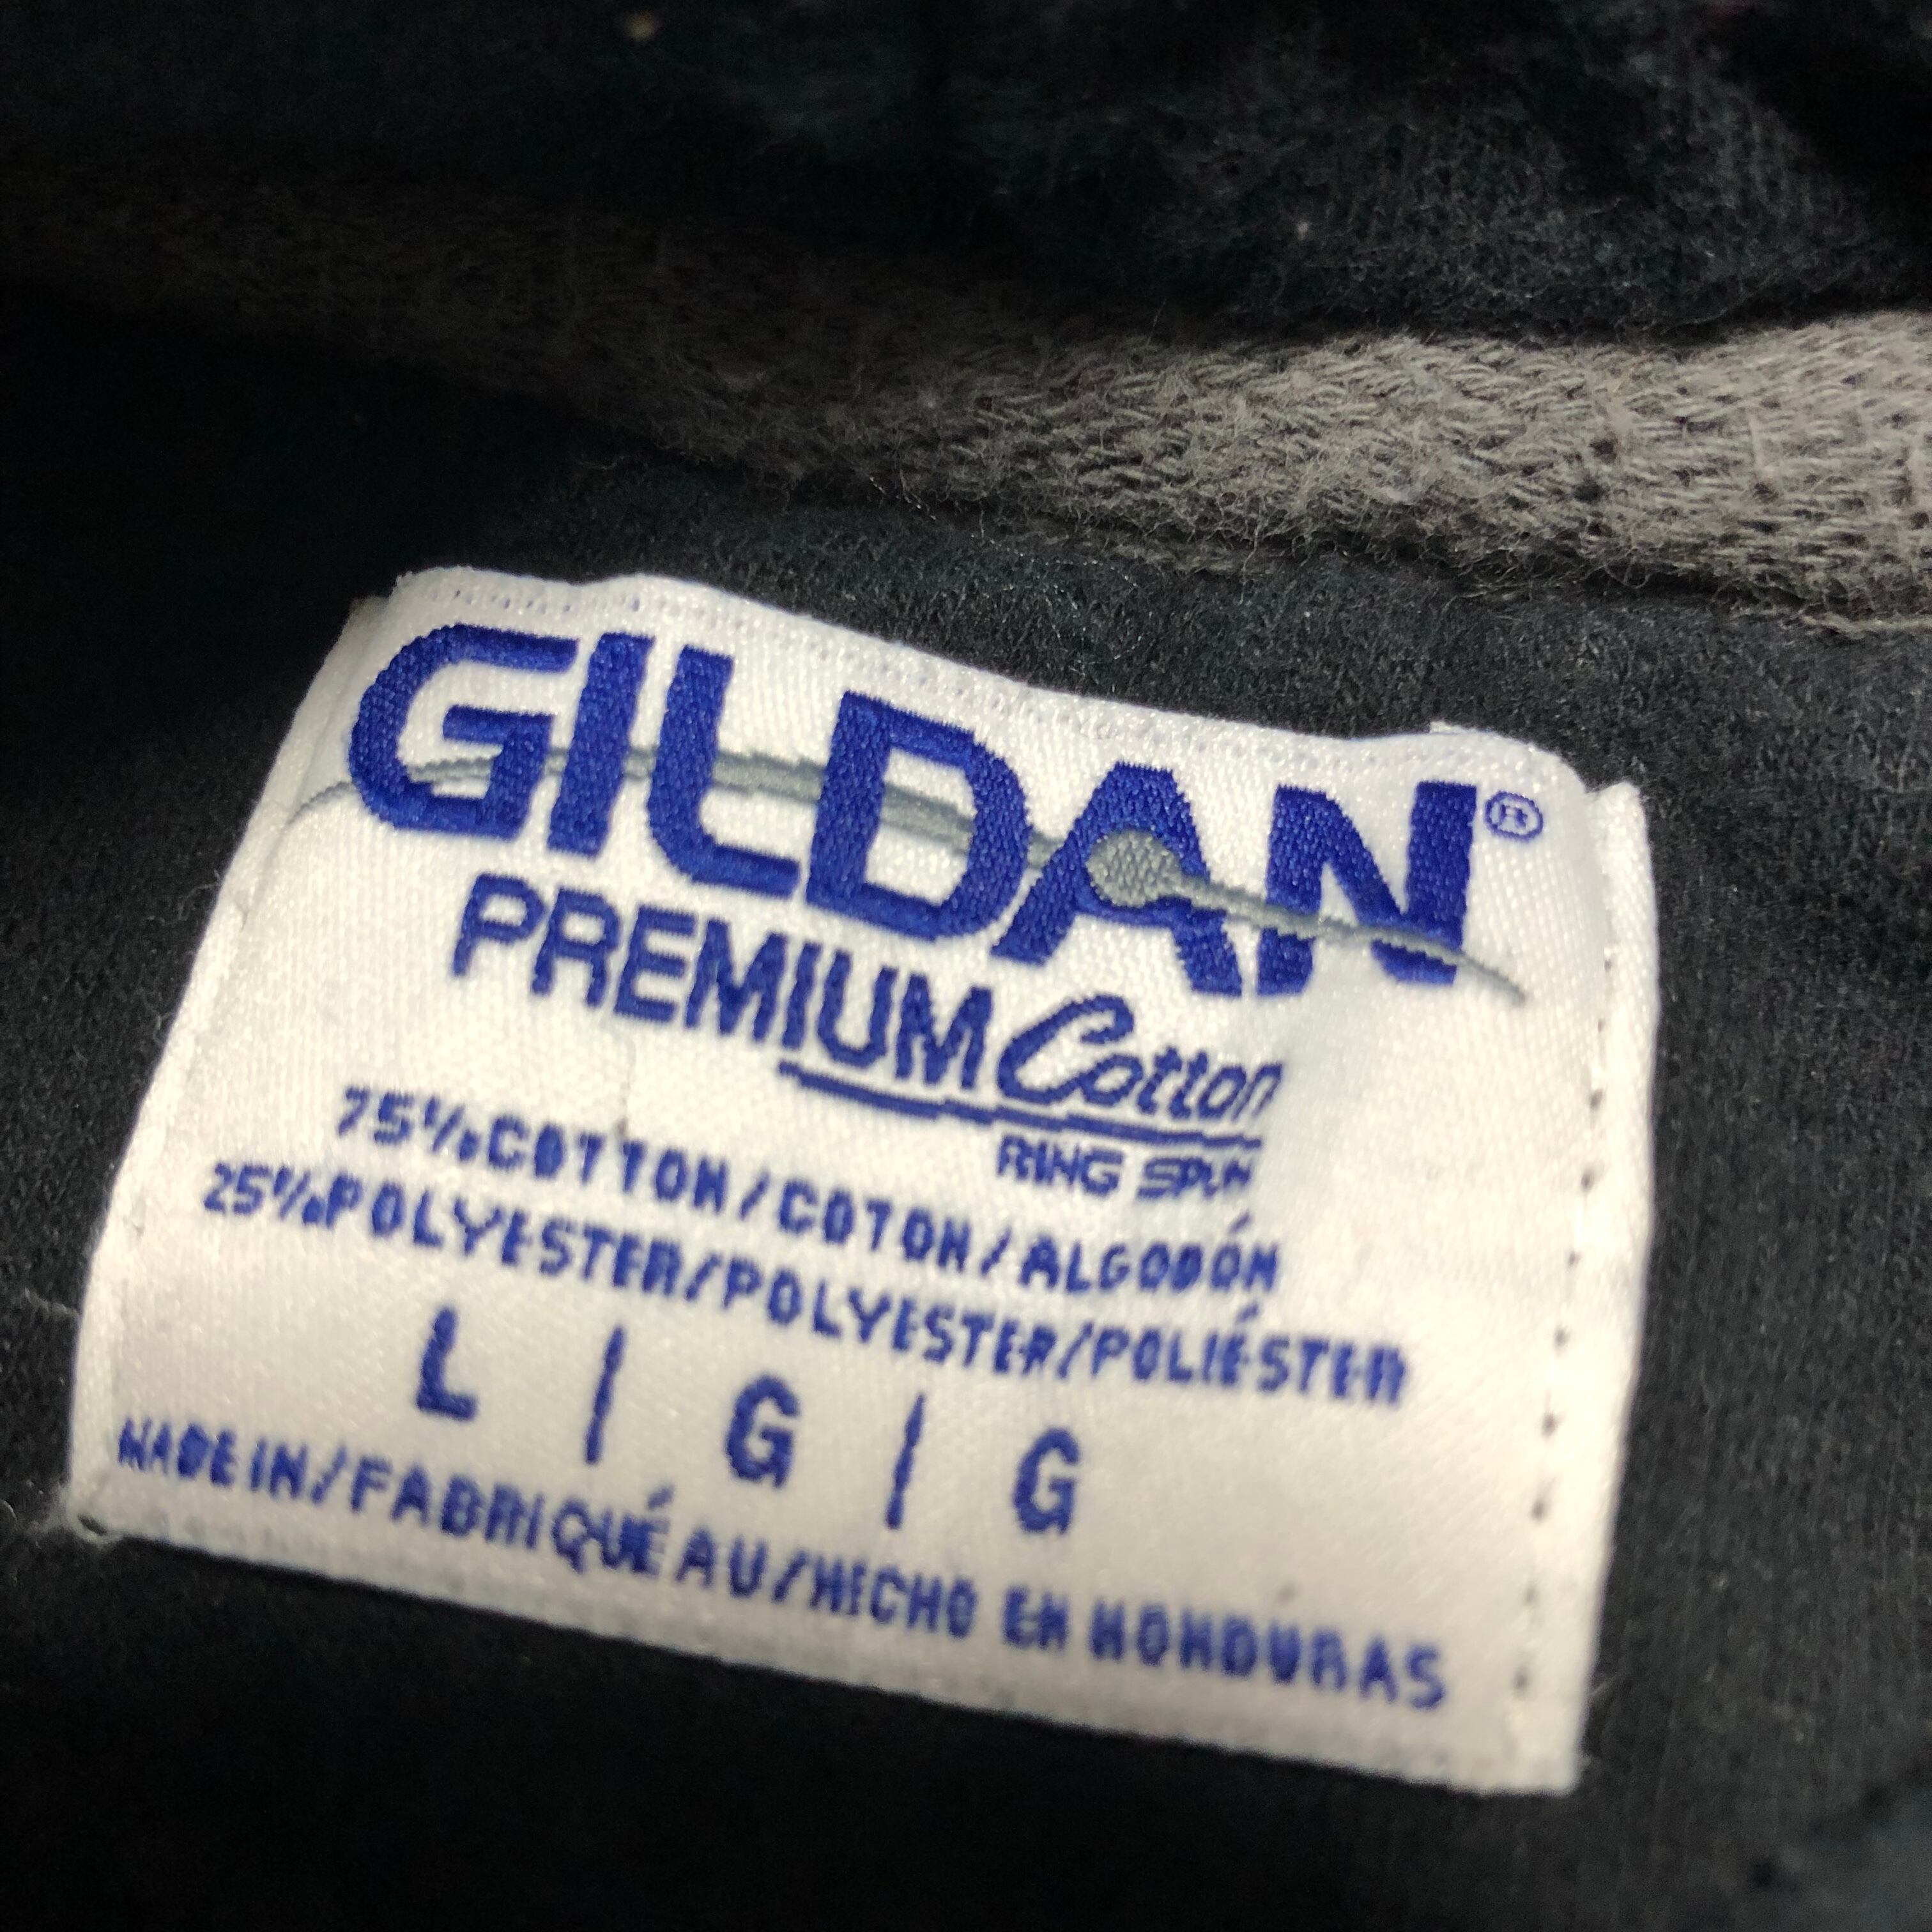 GILDAN®
PREMIUM Cotton
RING SPUN
75% COTTON/COTON/ALGODÓN
25% POLYESTER/POLYESTER/POLIÉSTER
L | G | G
MADE IN/FABRIQUÉ AU/HECHO EN HONDURAS